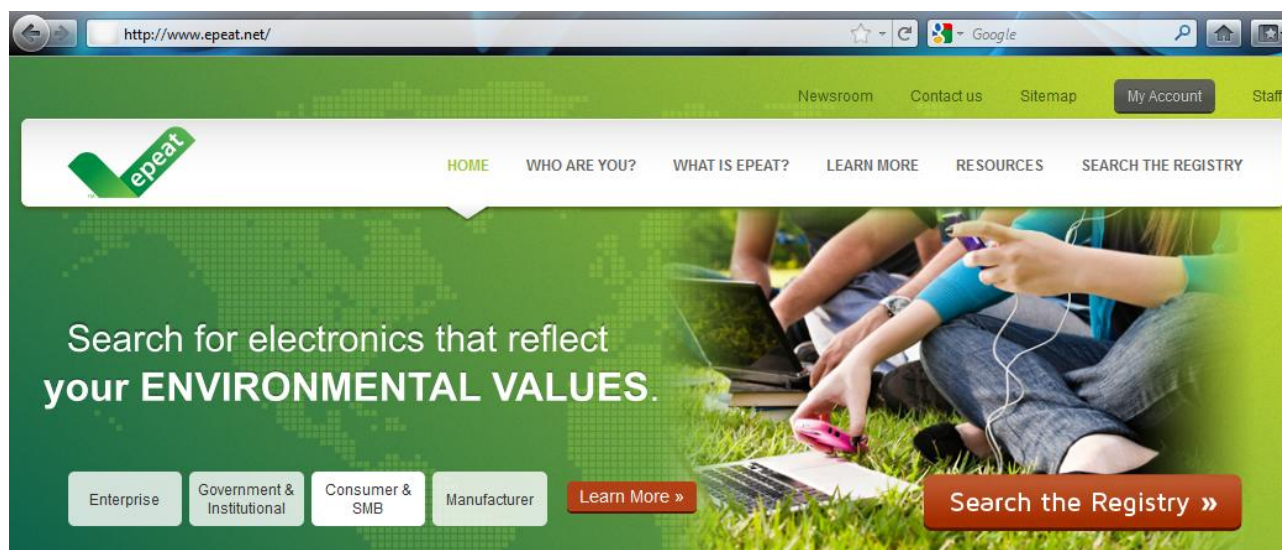 http://www.epeat.net/ Google
Newsroom Contact us Sitemap My Account Staff
epeat HOME WHO ARE YOU? WHAT IS EPEAT? LEARN MORE RESOURCES SEARCH THE REGISTRY
Search for electronics that reflect
your ENVIRONMENTAL VALUES.
Enterprise
Government &
Institutional
Consumer &
SMB
Manufacturer
Learn More »
Search the Registry »